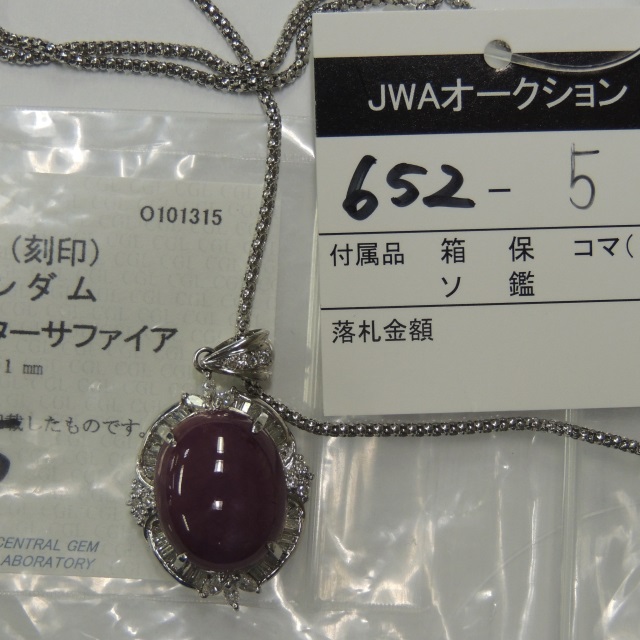 JWAオークション
652 - 5
付属品 箱 保 コマ(
ソ 鑑
落札金額
O101315
(刻印)
ンダム
ターサファイア
1 mm
載したものです。
CENTRAL GEM
LABORATORY